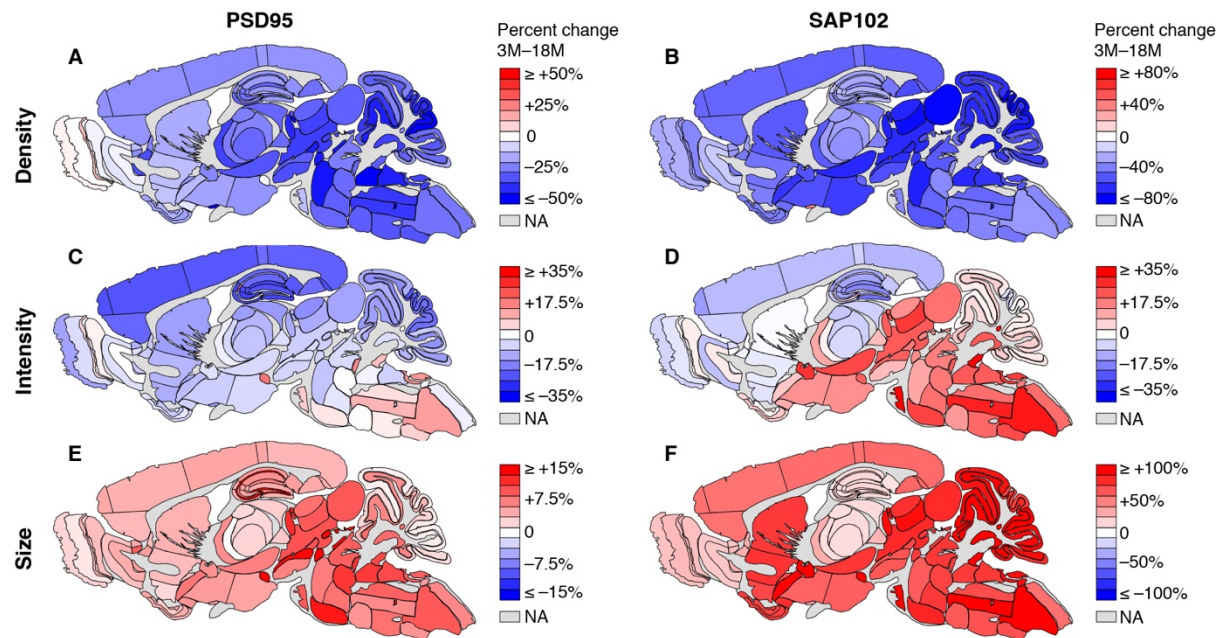 PSD95
SAP102
A
Percent change
3M–18M
≥ +50%
+25%
0
–25%
≤ –50%
NA
B
Percent change
3M–18M
≥ +80%
+40%
0
–40%
≤ –80%
NA
Density
C
≥ +35%
+17.5%
0
–17.5%
≤ –35%
NA
D
≥ +35%
+17.5%
0
–17.5%
≤ –35%
NA
Intensity
E
≥ +15%
+7.5%
0
–7.5%
≤ –15%
NA
F
≥ +100%
+50%
0
–50%
≤ –100%
NA
Size